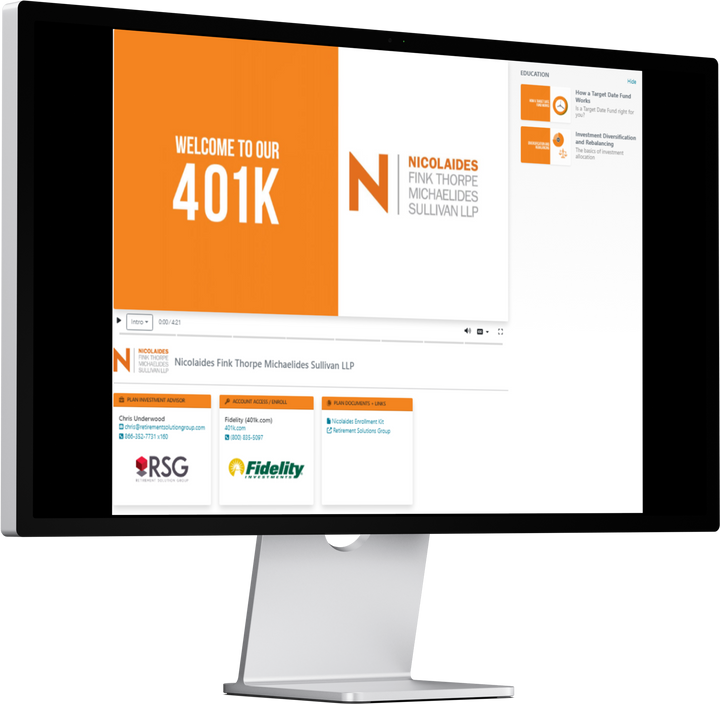 WELCOME TO OUR
401K
N
NICOLAIDES
FINK THORPE
MICHAELIDES
SULLIVAN LLP
EDUCATION
Hide
How a Target Date Fund
Works
Is a Target Date Fund right for
you?
Investment Diversification
and Rebalancing
The basics of investment
allocation
Intro
0:00 / 4:21
N
NICOLAIDES
FINK THORPE
MICHAELIDES
SULLIVAN LLP
Nicolaides Fink Thorpe Michaelides Sullivan LLP
PLAN INVESTMENT ADVISOR
Chris Underwood
chris@retirementsolutiongroup.com
866-352-7731 x160
RSG
RETIREMENT SOLUTION GROUP
ACCOUNT ACCESS / ENROLL
Fidelity (401k.com)
401k.com
(800) 835-5097
Fidelity
INVESTMENTS
PLAN DOCUMENTS + LINKS
Nicolaides Enrollment Kit
Retirement Solutions Group